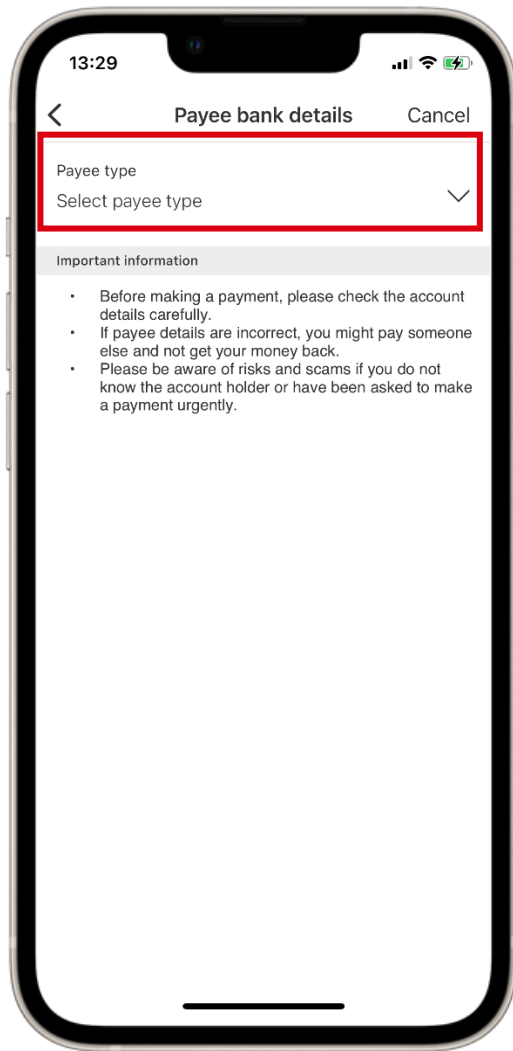 13:29
Payee bank details Cancel
Payee type
Select payee type
Important information
• Before making a payment, please check the account
details carefully.
• If payee details are incorrect, you might pay someone
else and not get your money back.
• Please be aware of risks and scams if you do not
know the account holder or have been asked to make
a payment urgently.